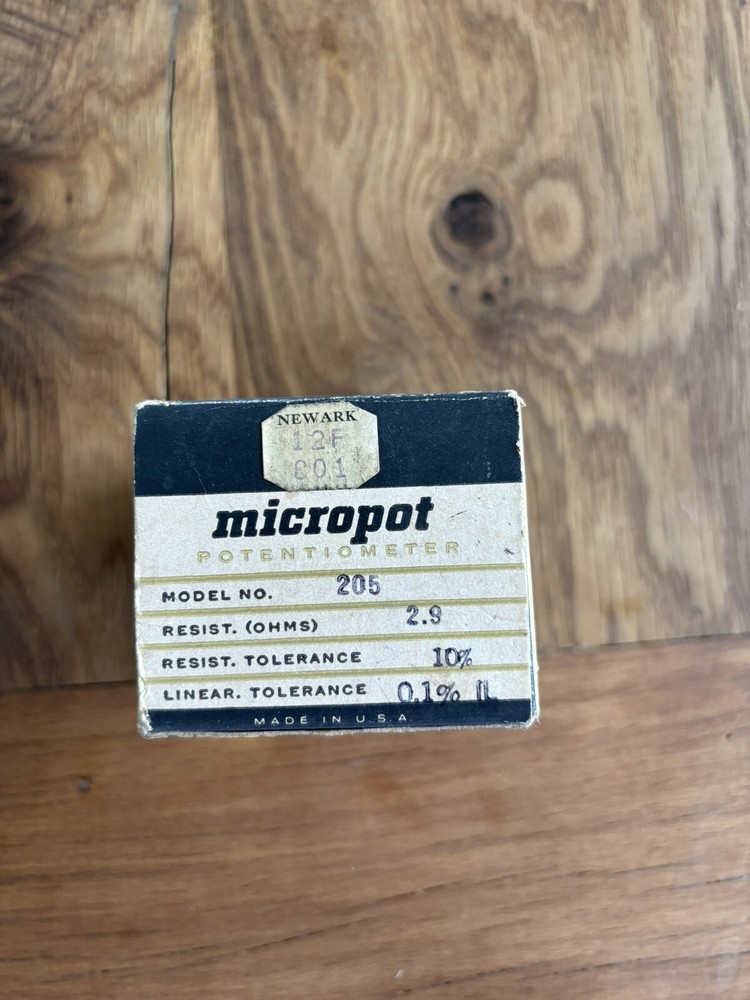 NEWARK
12F
801
micropot
POTENTIOMETER
MODEL NO. 205
RESIST. (OHMS) 2.9
RESIST. TOLERANCE 10%
LINEAR. TOLERANCE 0.1% IL
MADE IN U.S.A